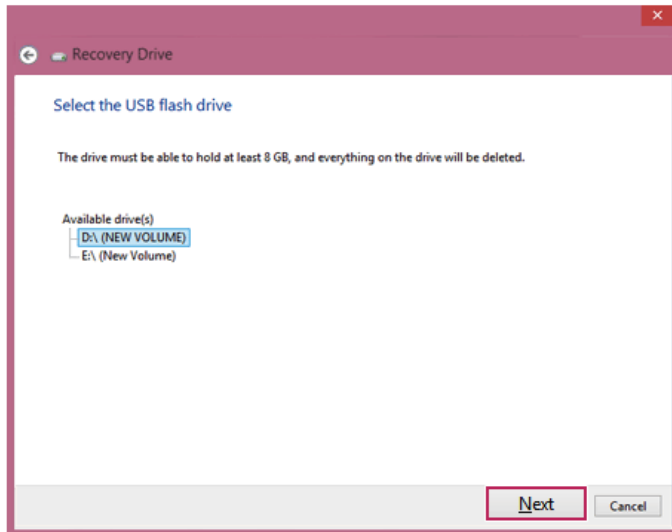 Recovery Drive
Select the USB flash drive
The drive must be able to hold at least 8 GB, and everything on the drive will be deleted.
Available drive(s)
D:\ (NEW VOLUME)
E:\ (New Volume)
Next
Cancel